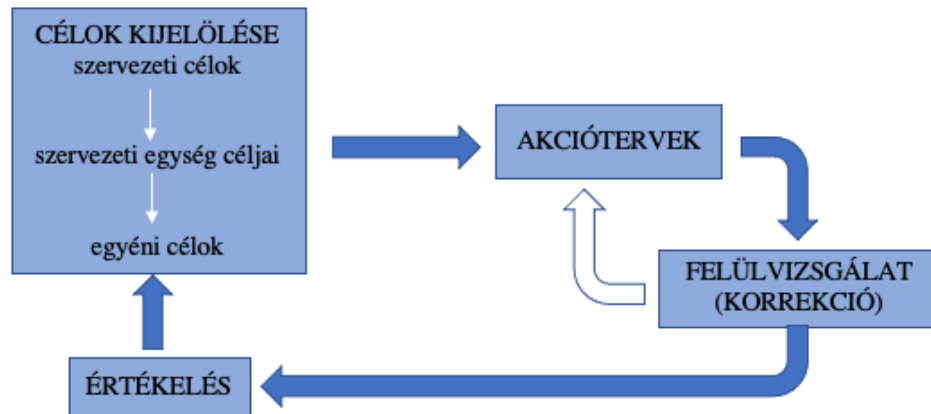 CÉLOK KIJELÖLÉSE
szervezeti célok
szervezeti egység céljai
egyéni célok
AKCIÓTERVEK
FELÜLVIZSGÁLAT
(KORREKCIÓ)
ÉRTÉKELÉS